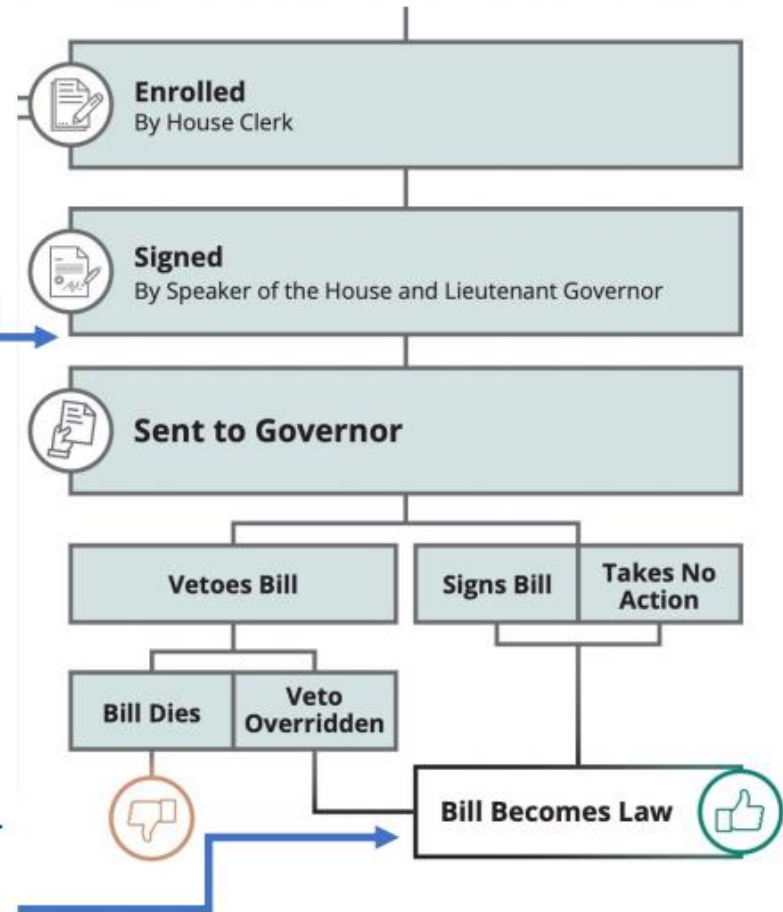 Enrolled
By House Clerk
Signed
By Speaker of the House and Lieutenant Governor
Sent to Governor
Vetoes Bill
Signs Bill
Takes No
Action
Bill Dies
Veto
Overridden
Bill Becomes Law